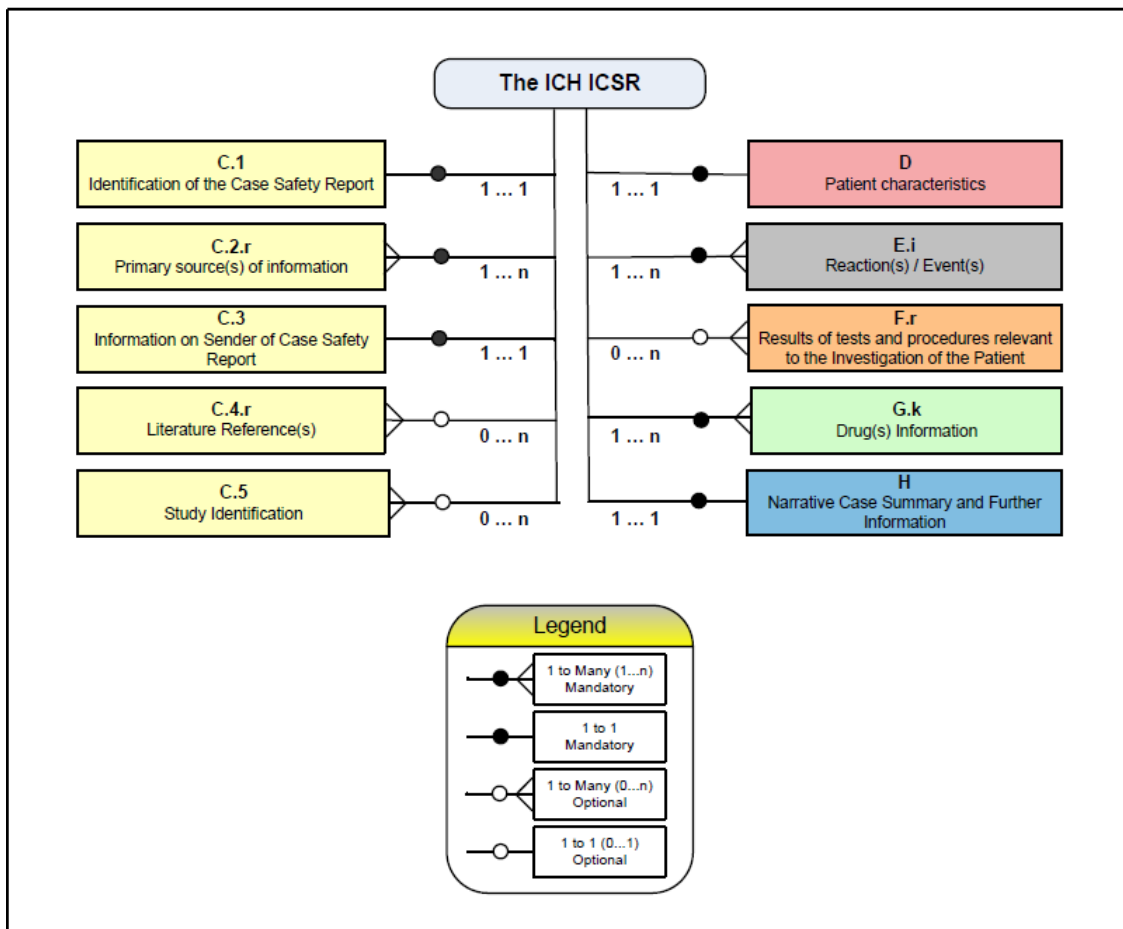 The ICH ICSR
C.1
Identification of the Case Safety Report
1 ... 1
C.2.r
Primary source(s) of information
1 ... n
C.3
Information on Sender of Case Safety
Report
1 ... 1
C.4.r
Literature Reference(s)
0 ... n
C.5
Study Identification
0 ... n
D
Patient characteristics
1 ... 1
E.i
Reaction(s) / Event(s)
1 ... n
F.r
Results of tests and procedures relevant
to the Investigation of the Patient
0 ... n
G.k
Drug(s) Information
1 ... n
H
Narrative Case Summary and Further
Information
1 ... 1
Legend
1 to Many (1...n)
Mandatory
1 to 1
Mandatory
1 to Many (0...n)
Optional
1 to 1 (0...1)
Optional